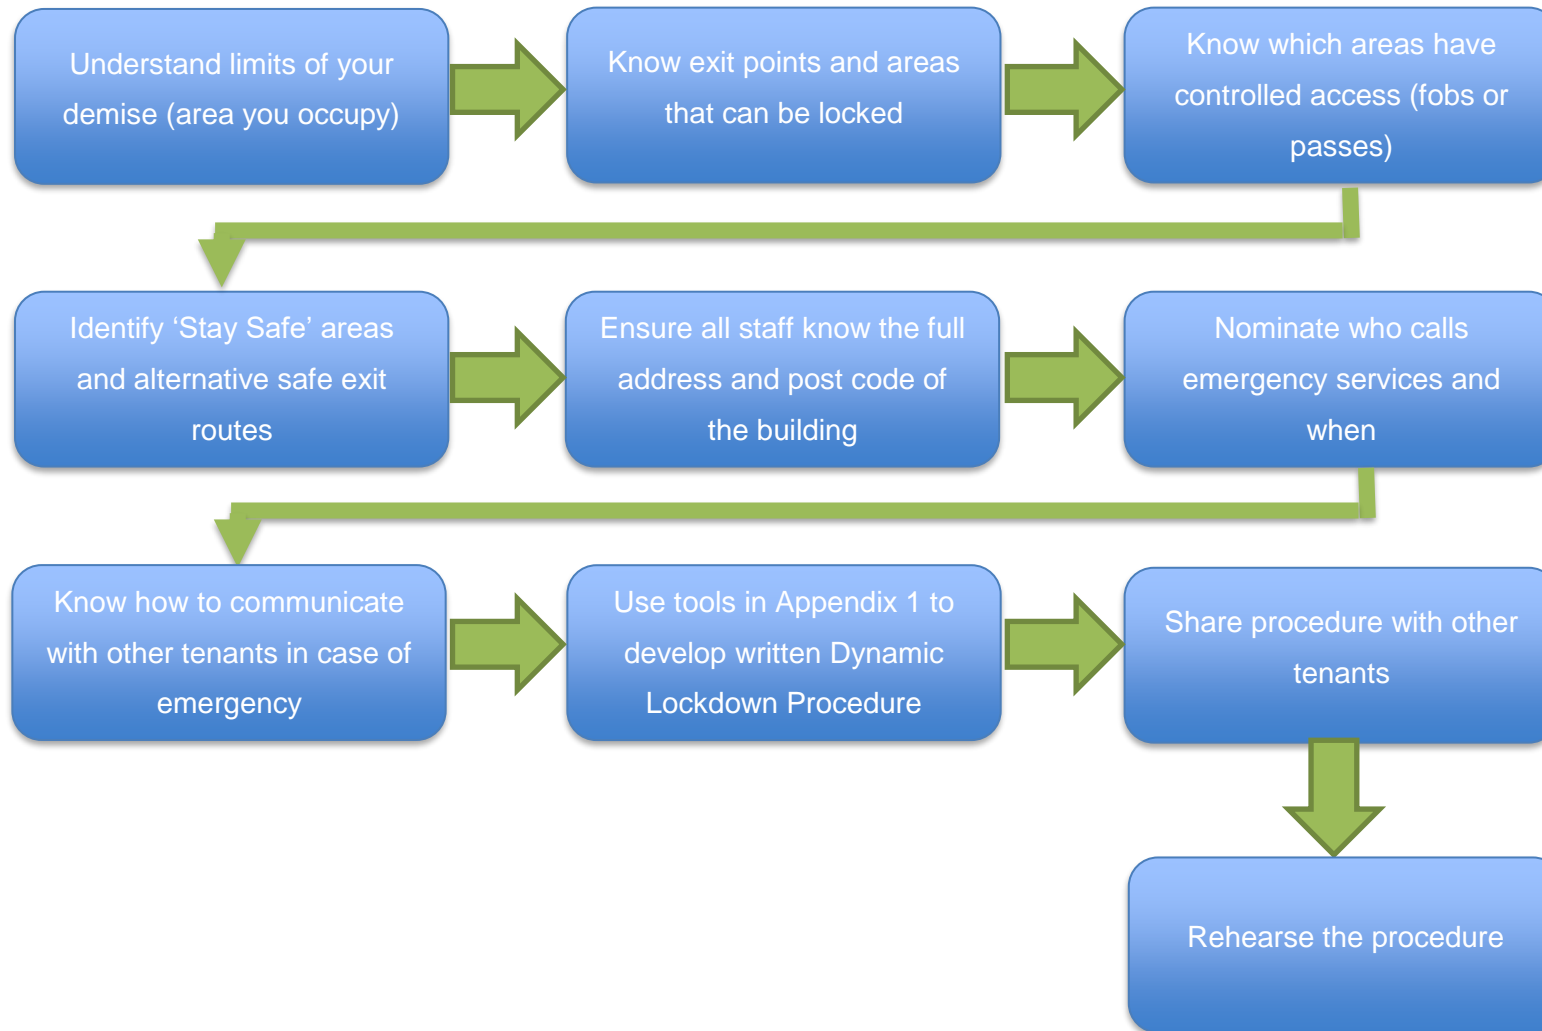 Understand limits of your
demise (area you occupy)
Know exit points and areas
that can be locked
Know which areas have
controlled access (fobs or
passes)
Identify ‘Stay Safe’ areas
and alternative safe exit
routes
Ensure all staff know the full
address and post code of
the building
Nominate who calls
emergency services and
when
Know how to communicate
with other tenants in case of
emergency
Use tools in Appendix 1 to
develop written Dynamic
Lockdown Procedure
Share procedure with other
tenants
Rehearse the procedure